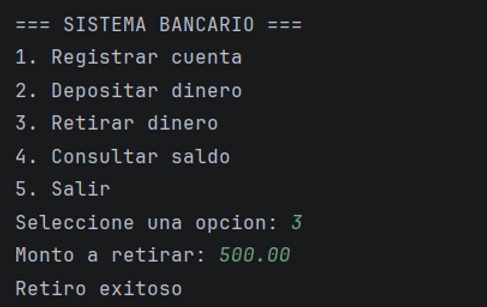 === SISTEMA BANCARIO ===
1. Registrar cuenta
2. Depositar dinero
3. Retirar dinero
4. Consultar saldo
5. Salir
Seleccione una opcion: 3
Monto a retirar: 500.00
Retiro exitoso